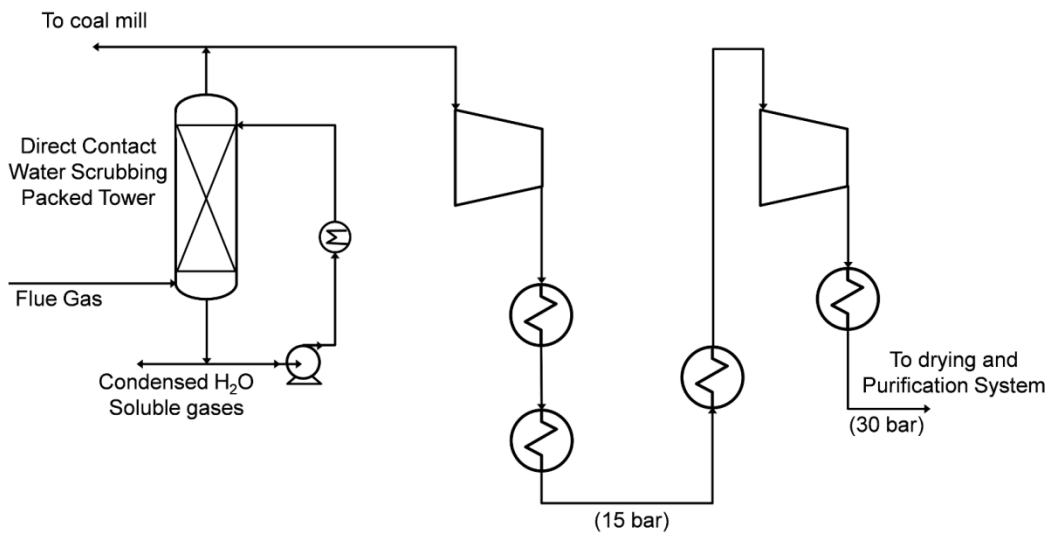 To coal mill
Direct Contact
Water Scrubbing
Packed Tower
Flue Gas
Condensed H₂O
Soluble gases
(15 bar)
To drying and
Purification System
(30 bar)